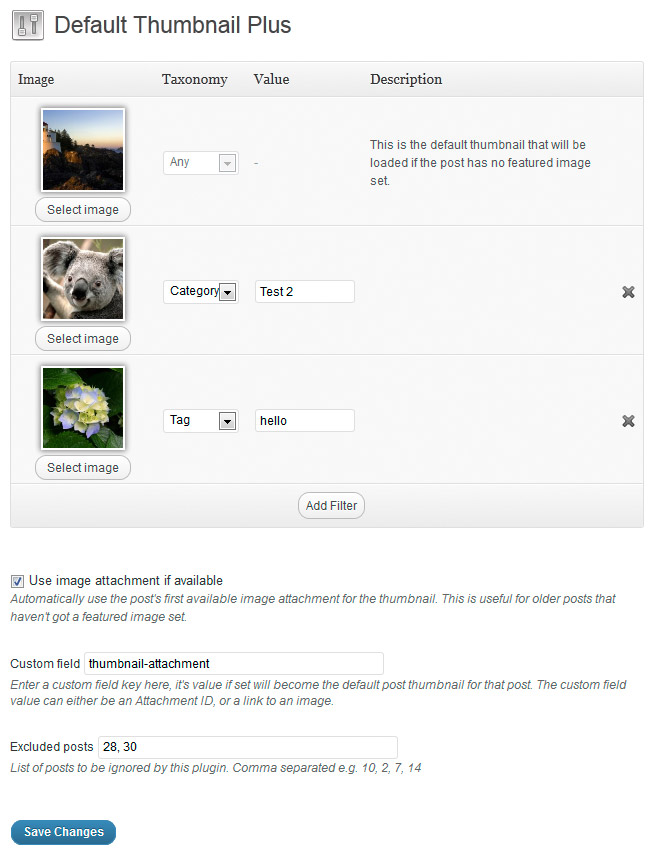 Default Thumbnail Plus
Image Taxonomy Value Description
Any - This is the default thumbnail that will be
loaded if the post has no featured image
set.
Select image
Category Test 2
Select image
Tag hello
Select image
Add Filter
Use image attachment if available
Automatically use the post's first available image attachment for the thumbnail. This is useful for older posts that
haven't got a featured image set.
Custom field thumbnail-attachment
Enter a custom field key here, it's value if set will become the default post thumbnail for that post. The custom field
value can either be an Attachment ID, or a link to an image.
Excluded posts 28, 30
List of posts to be ignored by this plugin. Comma separated e.g. 10, 2, 7, 14
Save Changes